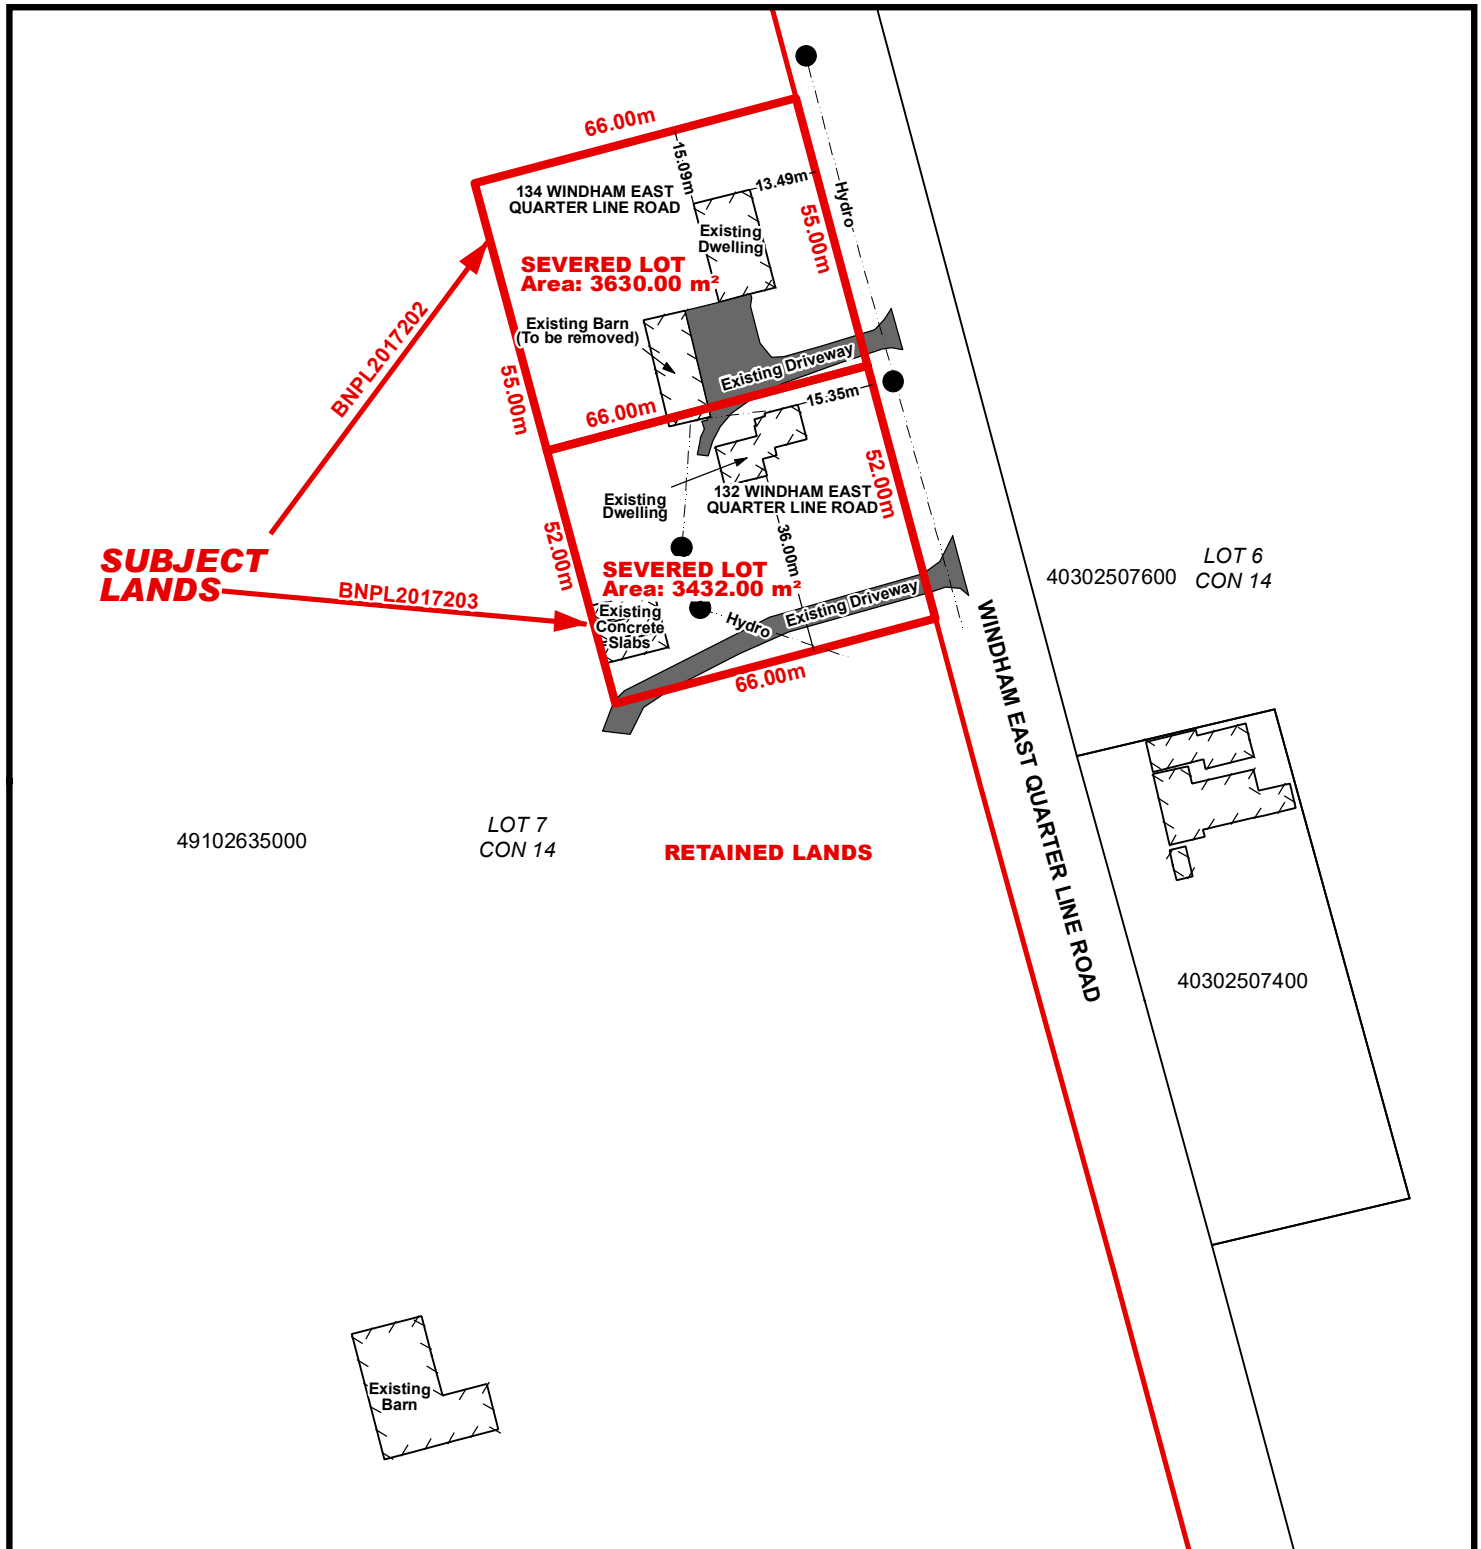 66.00m
15.09m
13.49m
134 WINDHAM EAST
QUARTER LINE ROAD
Hydro
Existing
Dwelling
55.00m
SEVERED LOT
Area: 3630.00 m²
BNPL2017202
Existing Barn
(To be removed)
Existing Driveway
55.00m
66.00m
15.35m
52.00m
Existing
Dwelling
132 WINDHAM EAST
QUARTER LINE ROAD
52.00m
36.00m
SUBJECT
LANDS
BNPL2017203
SEVERED LOT
Area: 3432.00 m²
Existing Driveway
Existing
Concrete
Slabs
Hydro
66.00m
40302507600
LOT 6
CON 14
WINDHAM EAST QUARTER LINE ROAD
49102635000
LOT 7
CON 14
RETAINED LANDS
40302507400
Existing
Barn